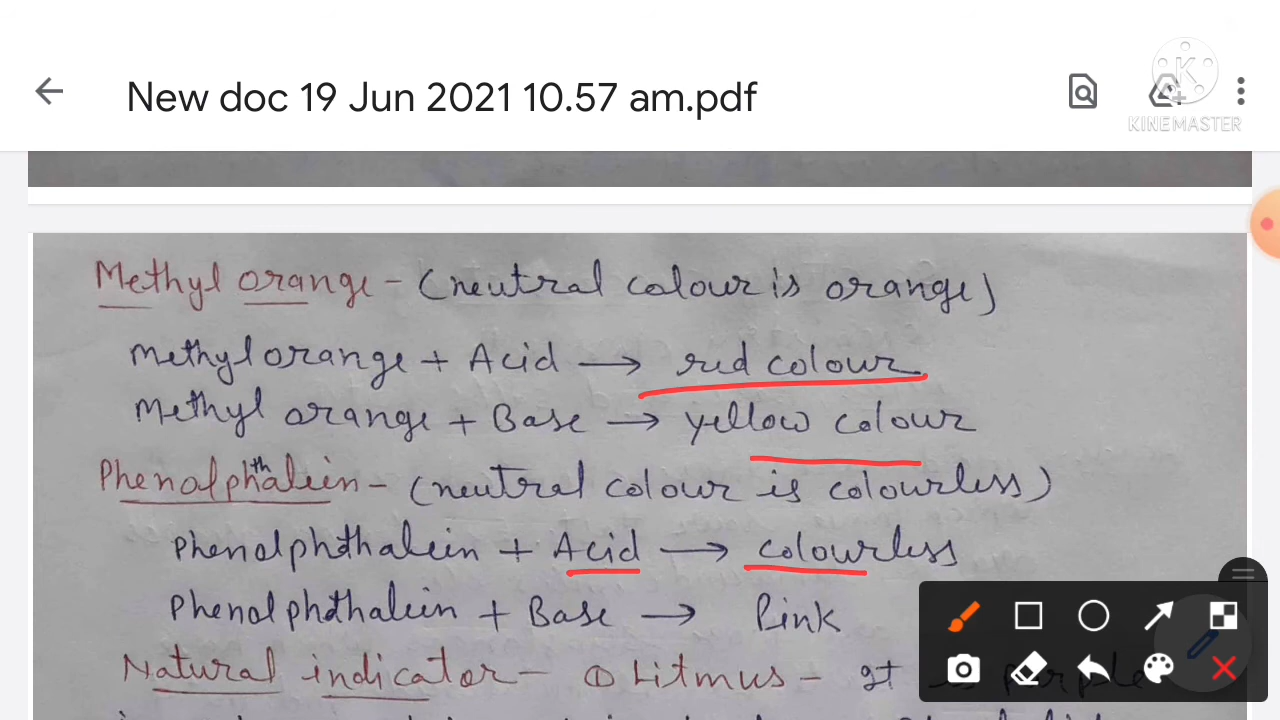 New doc 19 Jun 2021 10.57 am.pdf
KINEMASTER
Methyl orange - (neutral colour is orange)
Methyl orange + Acid → red colour
Methyl orange + Base → yellow colour
Phenolphthalein - (neutral colour is colourless)
Phenolphthalein + Acid → colourless
Phenolphthalein + Base → Pink
Natural indicator - ① Litmus - It is purple